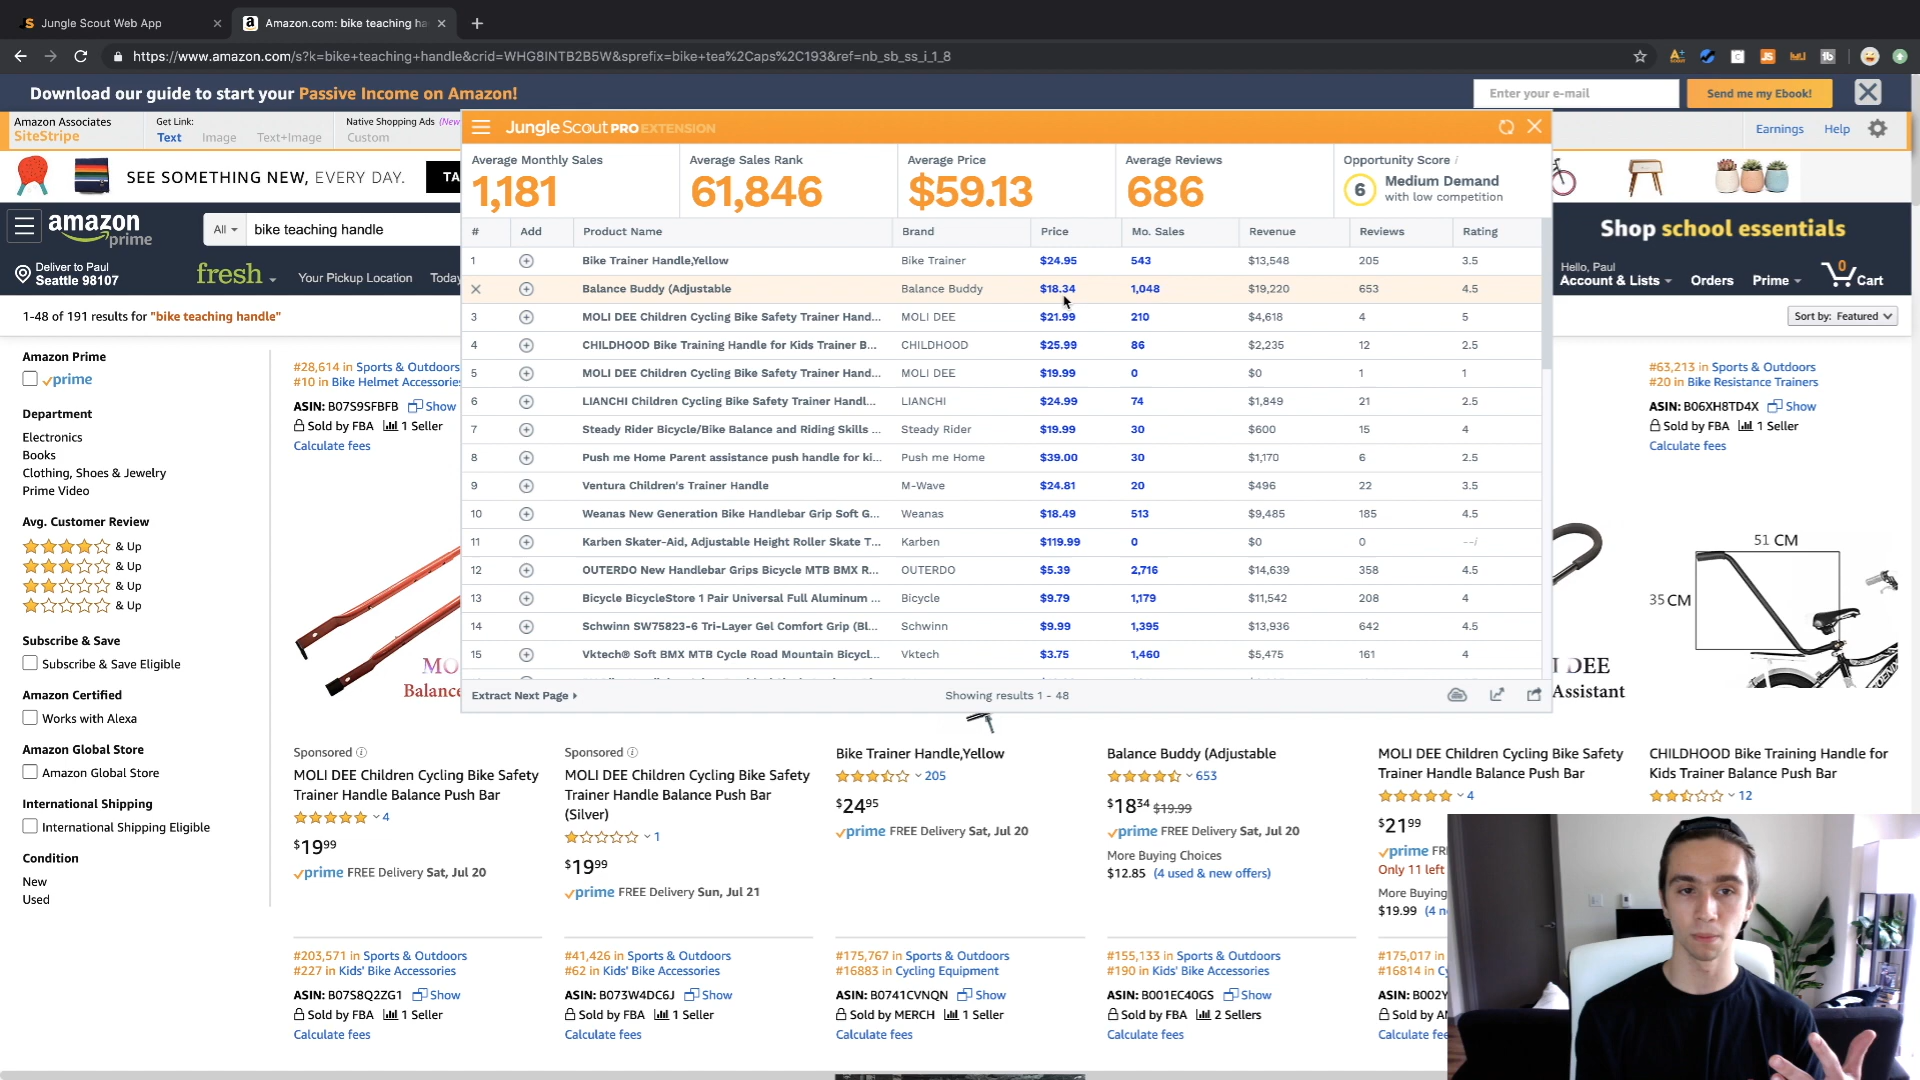 Jungle Scout Web App
Amazon.com: bike teaching ha
https://www.amazon.com/s?k=bike+teaching+handle&crid=WHG8INTB2B5W&sprefix=bike+tea%2Caps%2C193&ref=nb_sb_ss_i_1_8
Download our guide to start your Passive Income on Amazon!
Enter your e-mail
Send me my Ebook!
Amazon Associates
SiteStripe
Get Link:
Text Image Text+Image
Native Shopping Ads (New
Custom
Earnings Help
SEE SOMETHING NEW, EVERY DAY.
TA
amazon
prime
All
bike teaching handle
Shop school essentials
Deliver to Paul
Seattle 98107
fresh
Your Pickup Location
Toda
Hello, Paul
Account & Lists
Orders
Prime
0
Cart
1-48 of 191 results for "bike teaching handle"
Sort by: Featured
Jungle Scout PRO EXTENSION
Average Monthly Sales
1,181
Average Sales Rank
61,846
Average Price
$59.13
Average Reviews
686
Opportunity Score i
6
Medium Demand
with low competition
# Add Product Name Brand Price Mo. Sales Revenue Reviews Rating
1 Bike Trainer Handle,Yellow Bike Trainer $24.95 543 $13,548 205 3.5
Balance Buddy (Adjustable Balance Buddy $18.34 1,048 $19,220 653 4.5
3 MOLI DEE Children Cycling Bike Safety Trainer Hand... MOLI DEE $21.99 210 $4,618 4 5
4 CHILDHOOD Bike Training Handle for Kids Trainer B... CHILDHOOD $25.99 86 $2,235 12 2.5
5 MOLI DEE Children Cycling Bike Safety Trainer Hand... MOLI DEE $19.99 0 $0 1 1
6 LIANCHI Children Cycling Bike Safety Trainer Handl... LIANCHI $24.99 74 $1,849 21 2.5
7 Steady Rider Bicycle/Bike Balance and Riding Skills ... Steady Rider $19.99 30 $600 15 4
8 Push me Home Parent assistance push handle for ki... Push me Home $39.00 30 $1,170 6 2.5
9 Ventura Children's Trainer Handle M-Wave $24.81 20 $496 22 3.5
10 Weanas New Generation Bike Handlebar Grip Soft G... Weanas $18.49 513 $9,485 185 4.5
11 Karben Skater-Aid, Adjustable Height Roller Skate T... Karben $119.99 0 $0 0 --i
12 OUTERDO New Handlebar Grips Bicycle MTB BMX R... OUTERDO $5.39 2,716 $14,639 358 4.5
13 Bicycle BicycleStore 1 Pair Universal Full Aluminum ... Bicycle $9.79 1,179 $11,542 208 4
14 Schwinn SW75823-6 Tri-Layer Gel Comfort Grip (Bl... Schwinn $9.99 1,395 $13,936 642 4.5
15 Vktech® Soft BMX MTB Cycle Road Mountain Bicycl... Vktech $3.75 1,460 $5,475 161 4
Extract Next Page
Showing results 1 - 48
Amazon Prime
prime
Department
Electronics
Books
Clothing, Shoes & Jewelry
Prime Video
Avg. Customer Review
& Up
& Up
& Up
& Up
Subscribe & Save
Subscribe & Save Eligible
Amazon Certified
Works with Alexa
Amazon Global Store
Amazon Global Store
International Shipping
International Shipping Eligible
Condition
New
Used
#28,614 in Sports & Outdoors
#10 in Bike Helmet Accessories
ASIN: B07S9SFBFB Show
Sold by FBA 1 Seller
Calculate fees
#63,213 in Sports & Outdoors
#20 in Bike Resistance Trainers
ASIN: B06XH8TD4X Show
Sold by FBA 1 Seller
Calculate fees
MO
Balance
51 CM
35 CM
I DEE
Assistant
Sponsored
MOLI DEE Children Cycling Bike Safety
Trainer Handle Balance Push Bar
4
$19 99
prime FREE Delivery Sat, Jul 20
Sponsored
MOLI DEE Children Cycling Bike Safety
Trainer Handle Balance Push Bar
(Silver)
1
$19 99
prime FREE Delivery Sun, Jul 21
Bike Trainer Handle,Yellow
205
$24 95
prime FREE Delivery Sat, Jul 20
Balance Buddy (Adjustable
653
$18 34 $19.99
prime FREE Delivery Sat, Jul 20
More Buying Choices
$12.85 (4 used & new offers)
MOLI DEE Children Cycling Bike Safety
Trainer Handle Balance Push Bar
4
$21 99
prime FRE
Only 11 left
More Buying
$19.99 (4 n
CHILDHOOD Bike Training Handle for
Kids Trainer Balance Push Bar
12
#203,571 in Sports & Outdoors
#227 in Kids' Bike Accessories
ASIN: B07S8Q2ZG1 Show
Sold by FBA 1 Seller
Calculate fees
#41,426 in Sports & Outdoors
#62 in Kids' Bike Accessories
ASIN: B073W4DC6J Show
Sold by FBA 1 Seller
Calculate fees
#175,767 in Sports & Outdoors
#16883 in Cycling Equipment
ASIN: B0741CVNQN Show
Sold by MERCH 1 Seller
Calculate fees
#155,133 in Sports & Outdoors
#190 in Kids' Bike Accessories
ASIN: B001EC40GS Show
Sold by FBA 2 Sellers
Calculate fees
#175,017 in
#16814 in Cy
ASIN: B002Y
Sold by A
Calculate fee